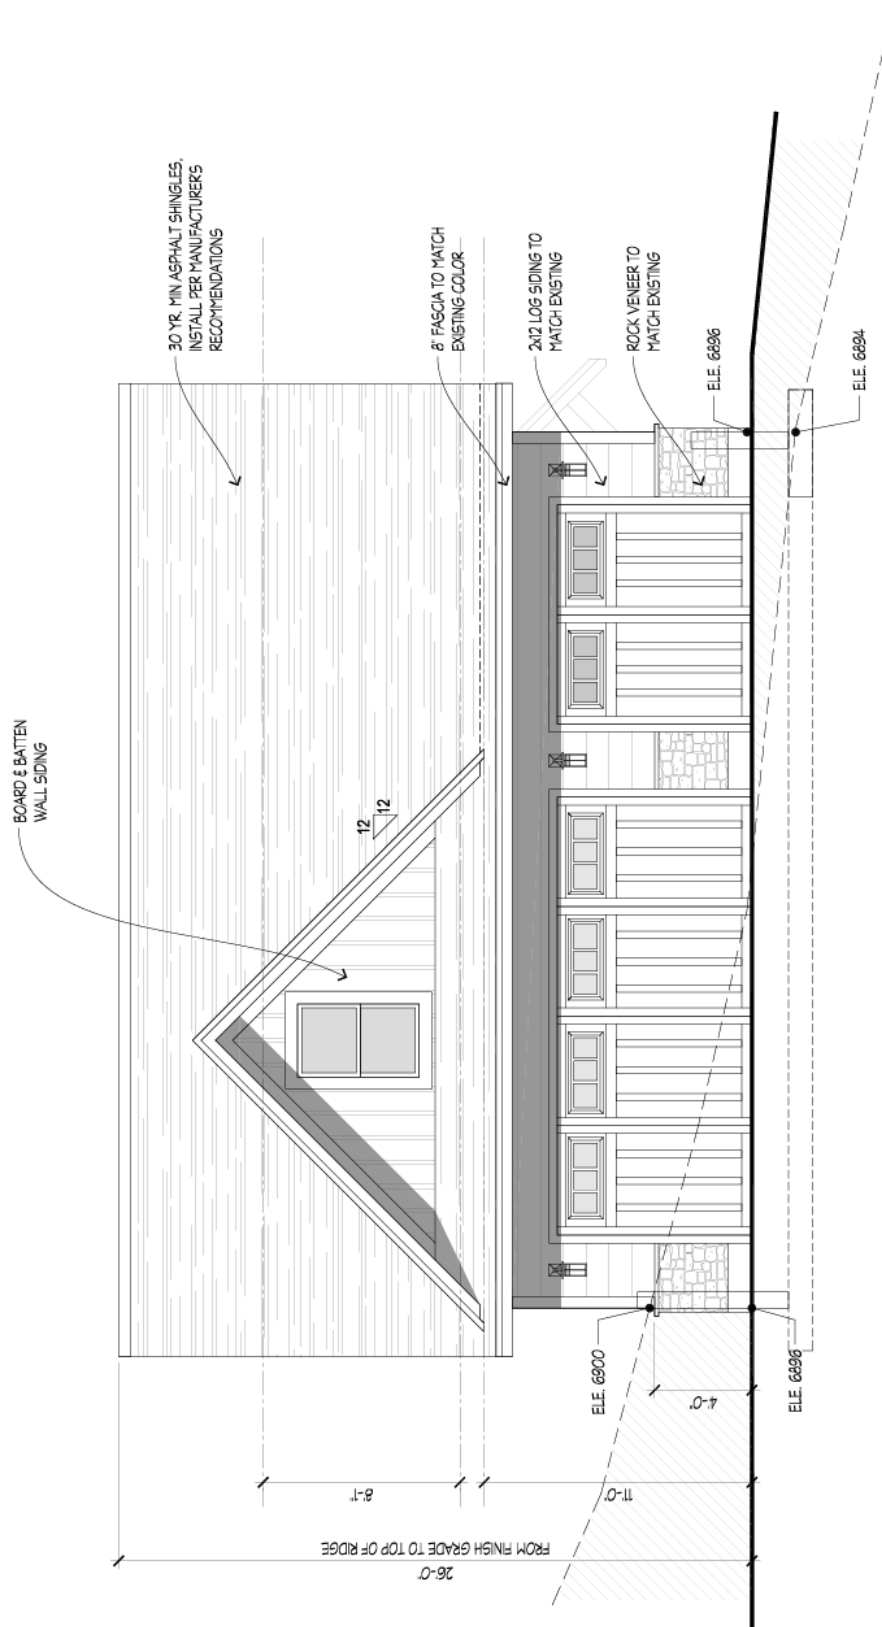 BOARD & BATTEN
WALL SIDING
30 YR. MIN ASPHALT SHINGLES,
INSTALL PER MANUFACTURER'S
RECOMMENDATIONS
8" FASCIA TO MATCH
EXISTING COLOR
2x12 LOG SIDING TO
MATCH EXISTING
ROCK VENEER TO
MATCH EXISTING
ELE. 6896
ELE. 6894
12
12
ELE. 6900
ELE. 6896
4'-0"
8'-1"
11'-0"
26'-0"
FROM FINISH GRADE TO TOP OF RIDGE